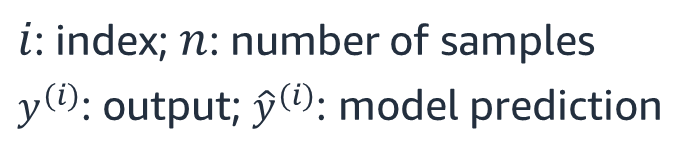 i: index; n: number of samples
y⁽ⁱ⁾: output; ŷ⁽ⁱ⁾: model prediction